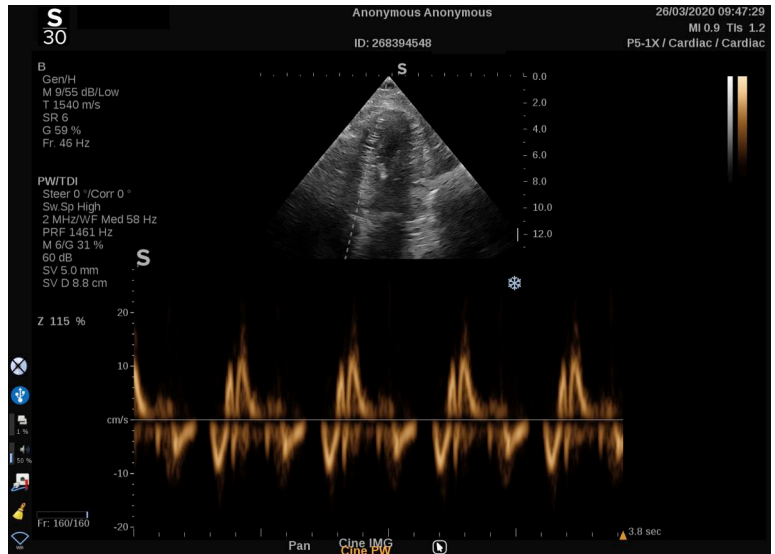 S
30
Anonymous Anonymous
26/03/2020 09:47:29
MI 0.9 TIs 1.2
ID: 268394548
P5-1X / Cardiac / Cardiac
B
Gen/H
M 9/55 dB/Low
T 1540 m/s
SR 6
G 59 %
Fr. 46 Hz
S
0.0
2.0
4.0
6.0
8.0
10.0
12.0
PW/TDI
Steer 0 °/Corr 0 °
Sw.Sp High
2 MHz/WF Med 58 Hz
PRF 1461 Hz
M 6/G 31 %
60 dB
SV 5.0 mm
SV D 8.8 cm
Z 115 %
S
20
10
cm/s
-10
-20
1 %
50 %
Wifi
Fr: 160/160
3.8 sec
Pan
Cine IMG
Cine PW